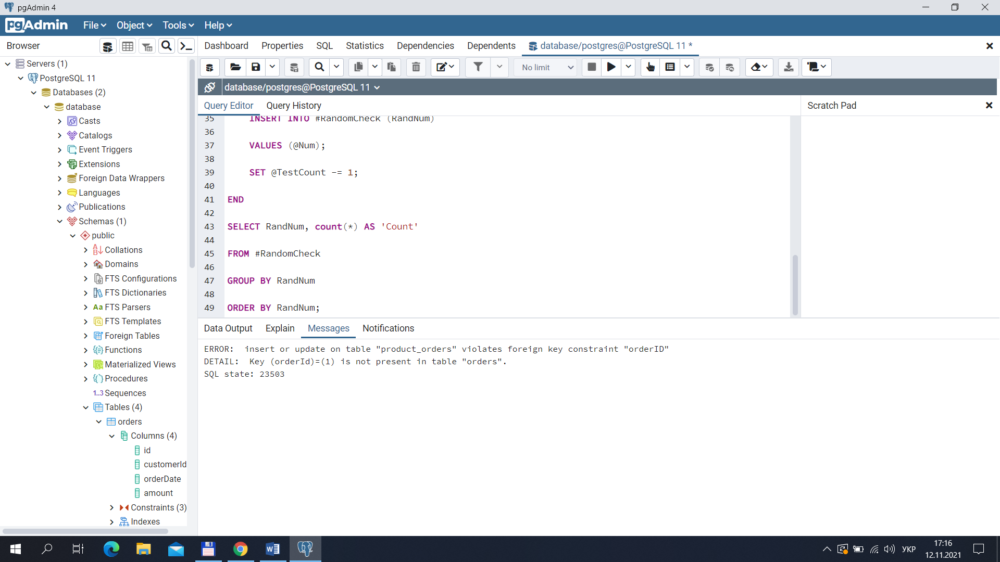 pgAdmin 4
pgAdmin File Object Tools Help
Browser
Dashboard Properties SQL Statistics Dependencies Dependents database/postgres@PostgreSQL 11 *
No limit
database/postgres@PostgreSQL 11
Query Editor Query History
Scratch Pad
Servers (1)
PostgreSQL 11
Databases (2)
database
Casts
Catalogs
Event Triggers
Extensions
Foreign Data Wrappers
Languages
Publications
Schemas (1)
public
Collations
Domains
FTS Configurations
FTS Dictionaries
Aa FTS Parsers
FTS Templates
Foreign Tables
Functions
Materialized Views
Procedures
1..3 Sequences
Tables (4)
orders
Columns (4)
id
customerId
orderDate
amount
Constraints (3)
Indexes
35 INSERT INTO #RandomCheck (RandNum)
36
37 VALUES (@Num);
38
39 SET @TestCount -= 1;
40
41 END
42
43 SELECT RandNum, count(*) AS 'Count'
44
45 FROM #RandomCheck
46
47 GROUP BY RandNum
48
49 ORDER BY RandNum;
Data Output Explain Messages Notifications
ERROR:  insert or update on table "product_orders" violates foreign key constraint "orderID"
DETAIL:  Key (orderId)=(1) is not present in table "orders".
SQL state: 23503
УКР
17:16
12.11.2021